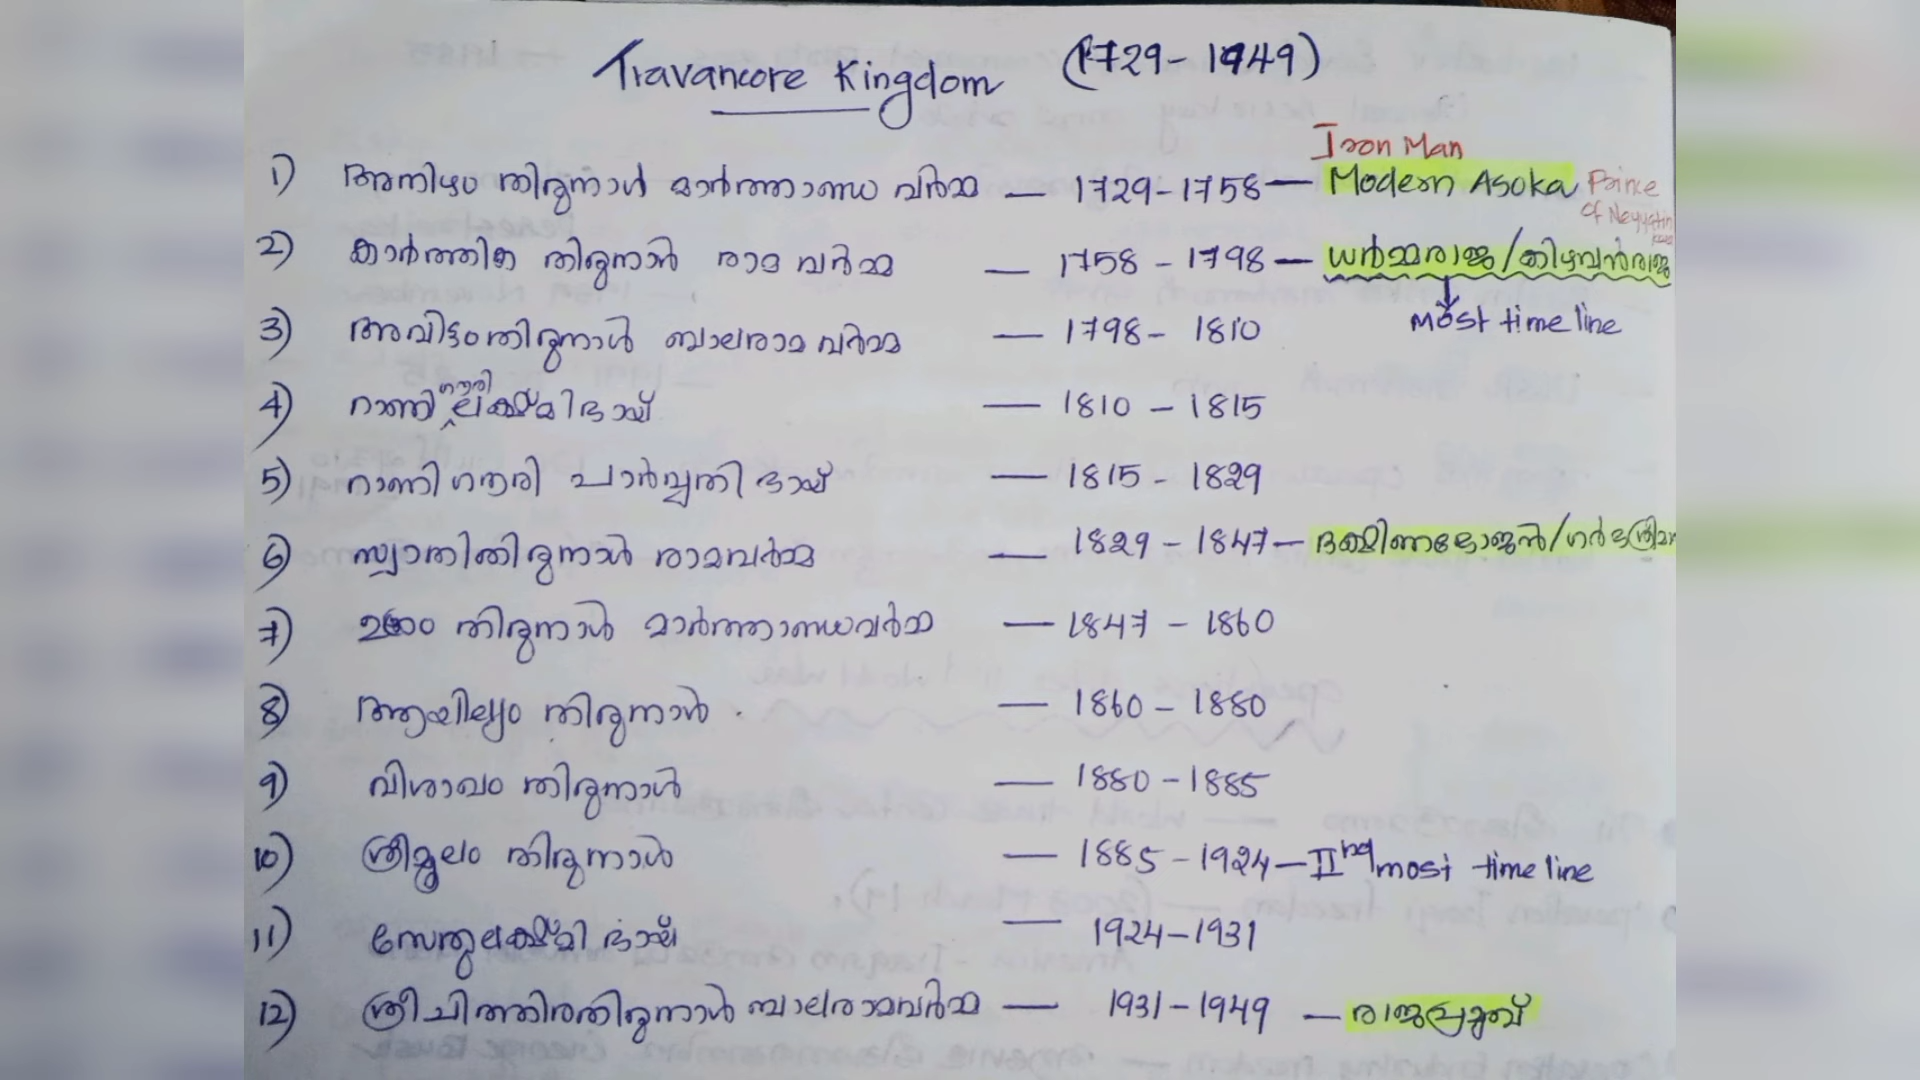 Travancore Kingdom (1729 - 1949)
Iron Man
1) അനിഴം തിരുനാൾ മാർത്താണ്ഡ വർമ്മ — 1729-1758 — Modern Asoka Prince
of Neyyattin
2) കാർത്തിക തിരുനാൾ രാമ വർമ്മ — 1758 - 1798 — ധർമ്മരാജ/കിഴവൻരാജ
most time line
3) അവിട്ടംതിരുനാൾ ബാലരാമ വർമ്മ — 1798 - 1810
4) റാണി ഗൗരി ലക്ഷ്മി ഭായ് — 1810 - 1815
5) റാണി ഗൗരി പാർവ്വതി ഭായ് — 1815 - 1829
6) സ്വാതിതിരുനാൾ രാമവർമ്മ — 1829 - 1847 — ദക്ഷിണഭോജൻ/ഗർഭശ്രീമാ
7) ഉത്രാടം തിരുനാൾ മാർത്താണ്ഡവർമ്മ — 1847 - 1860
8) ആയില്യം തിരുനാൾ — 1860 - 1880
9) വിശാഖം തിരുനാൾ — 1880 - 1885
10) ശ്രീമൂലം തിരുനാൾ — 1885 - 1924 — IInd most time line
11) സേതുലക്ഷ്മി ഭായ് — 1924-1931
12) ശ്രീ ചിത്തിരതിരുനാൾ ബാലരാമവർമ്മ — 1931-1949 — രാജപ്രമുഖ്